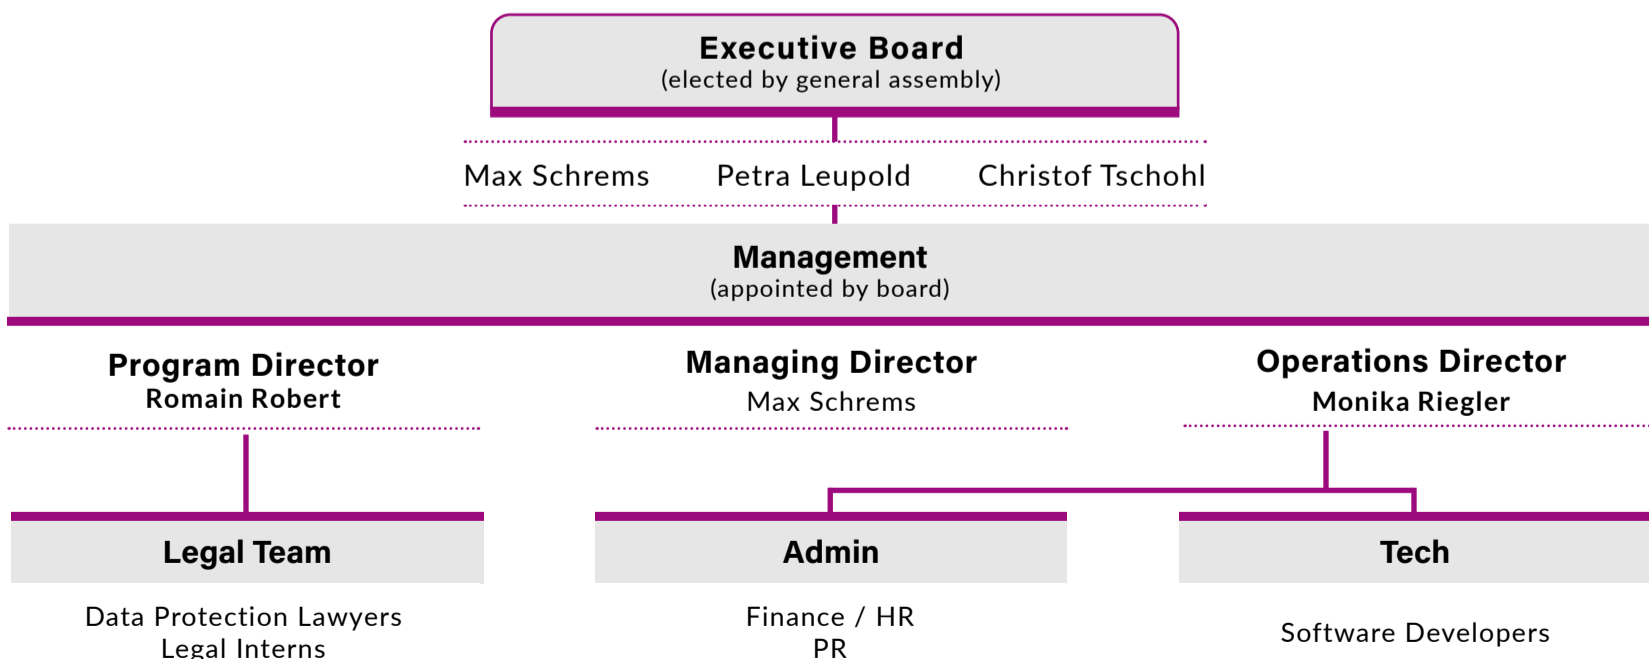 Executive Board
(elected by general assembly)
Max Schrems Petra Leupold Christof Tschohl
Management
(appointed by board)
Program Director
Romain Robert
Managing Director
Max Schrems
Operations Director
Monika Riegler
Legal Team
Data Protection Lawyers
Legal Interns
Admin
Finance / HR
PR
Tech
Software Developers